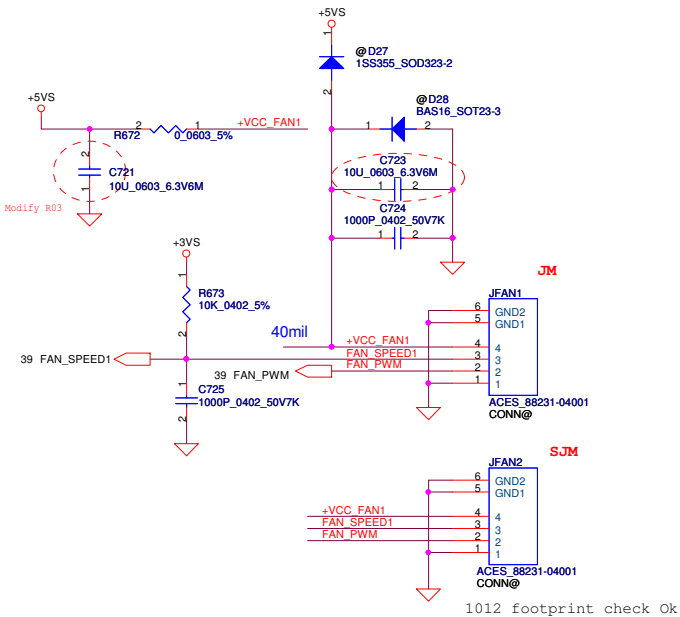 +5VS
1
@D27
1SS355_SOD323-2
2
+5VS
2
R672
1
0_0603_5%
+VCC_FAN1
@D28
BAS16_SOT23-3
1
2
2
C721
10U_0603_6.3V6M
1
Modify R03
C723
10U_0603_6.3V6M
1
2
C724
1000P_0402_50V7K
1
2
+3VS
1
R673
10K_0402_5%
2
40mil
39 FAN_SPEED1
39 FAN_PWM
1
C725
1000P_0402_50V7K
2
JM
JFAN1
6 GND2
5 GND1
+VCC_FAN1 4 4
FAN_SPEED1 3 3
FAN_PWM 2 2
1 1
ACES_88231-04001
CONN@
SJM
JFAN2
6 GND2
5 GND1
+VCC_FAN1 4 4
FAN_SPEED1 3 3
FAN_PWM 2 2
1 1
ACES_88231-04001
CONN@
1012 footprint check Ok